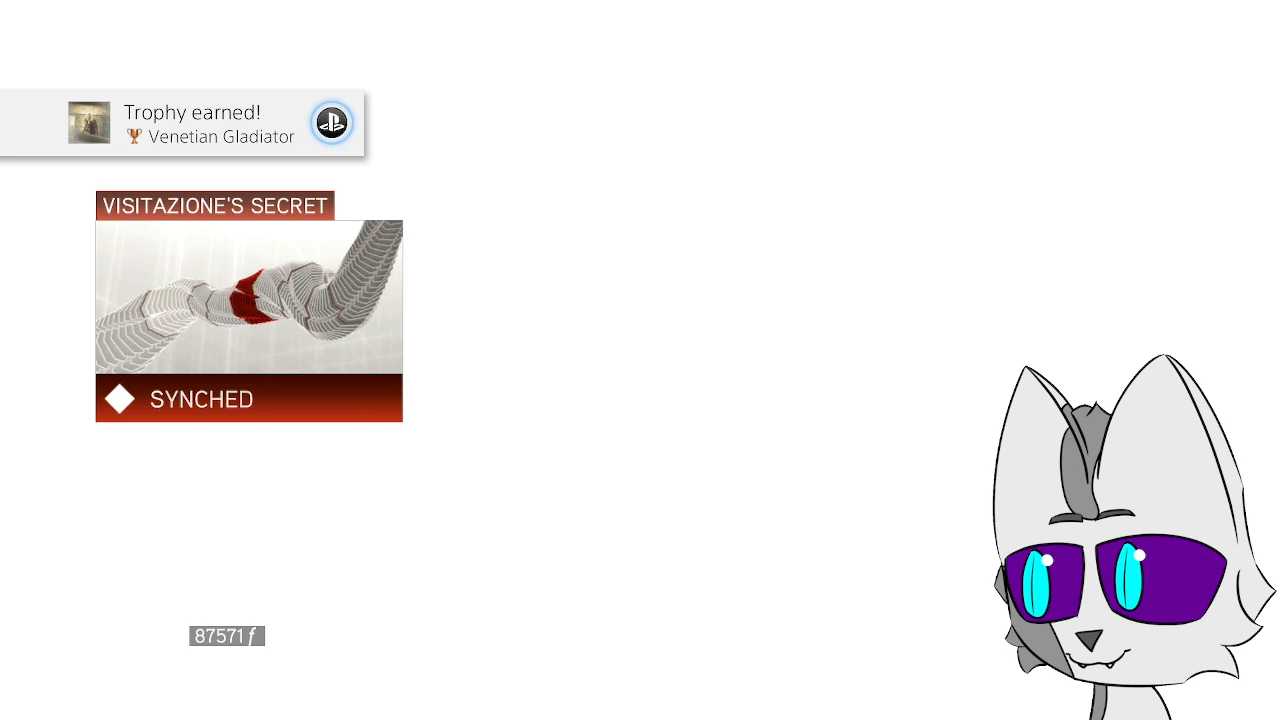 Trophy earned!
Venetian Gladiator
VISITAZIONE'S SECRET
SYNCHED
87571ƒ